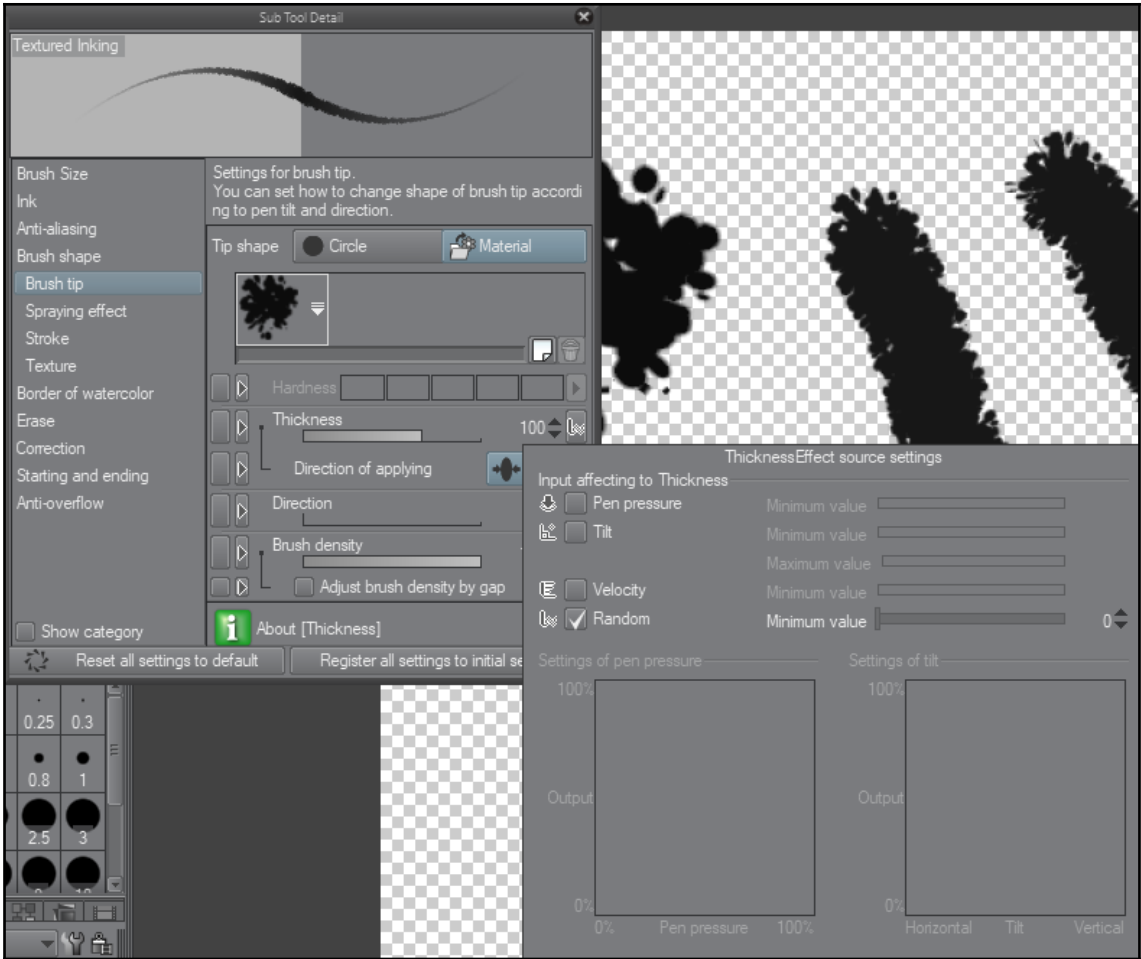 Sub Tool Detail
Textured Inking
Brush Size
Ink
Anti-aliasing
Brush shape
Brush tip
Spraying effect
Stroke
Texture
Border of watercolor
Erase
Correction
Starting and ending
Anti-overflow
Show category
Settings for brush tip.
You can set how to change shape of brush tip accordi
ng to pen tilt and direction.
Tip shape Circle Material
Hardness
Thickness 100
Direction of applying
Direction
Brush density
Adjust brush density by gap
About [Thickness]
Reset all settings to default Register all settings to initial se
ThicknessEffect source settings
Input affecting to Thickness
Pen pressure Minimum value
Tilt Minimum value
Maximum value
Velocity Minimum value
Random Minimum value 0
Settings of pen pressure Settings of tilt
100% 100%
Output Output
0% 0%
0% Pen pressure 100% Horizontal Tilt Vertical
0.25 0.3
0.8 1
2.5 3